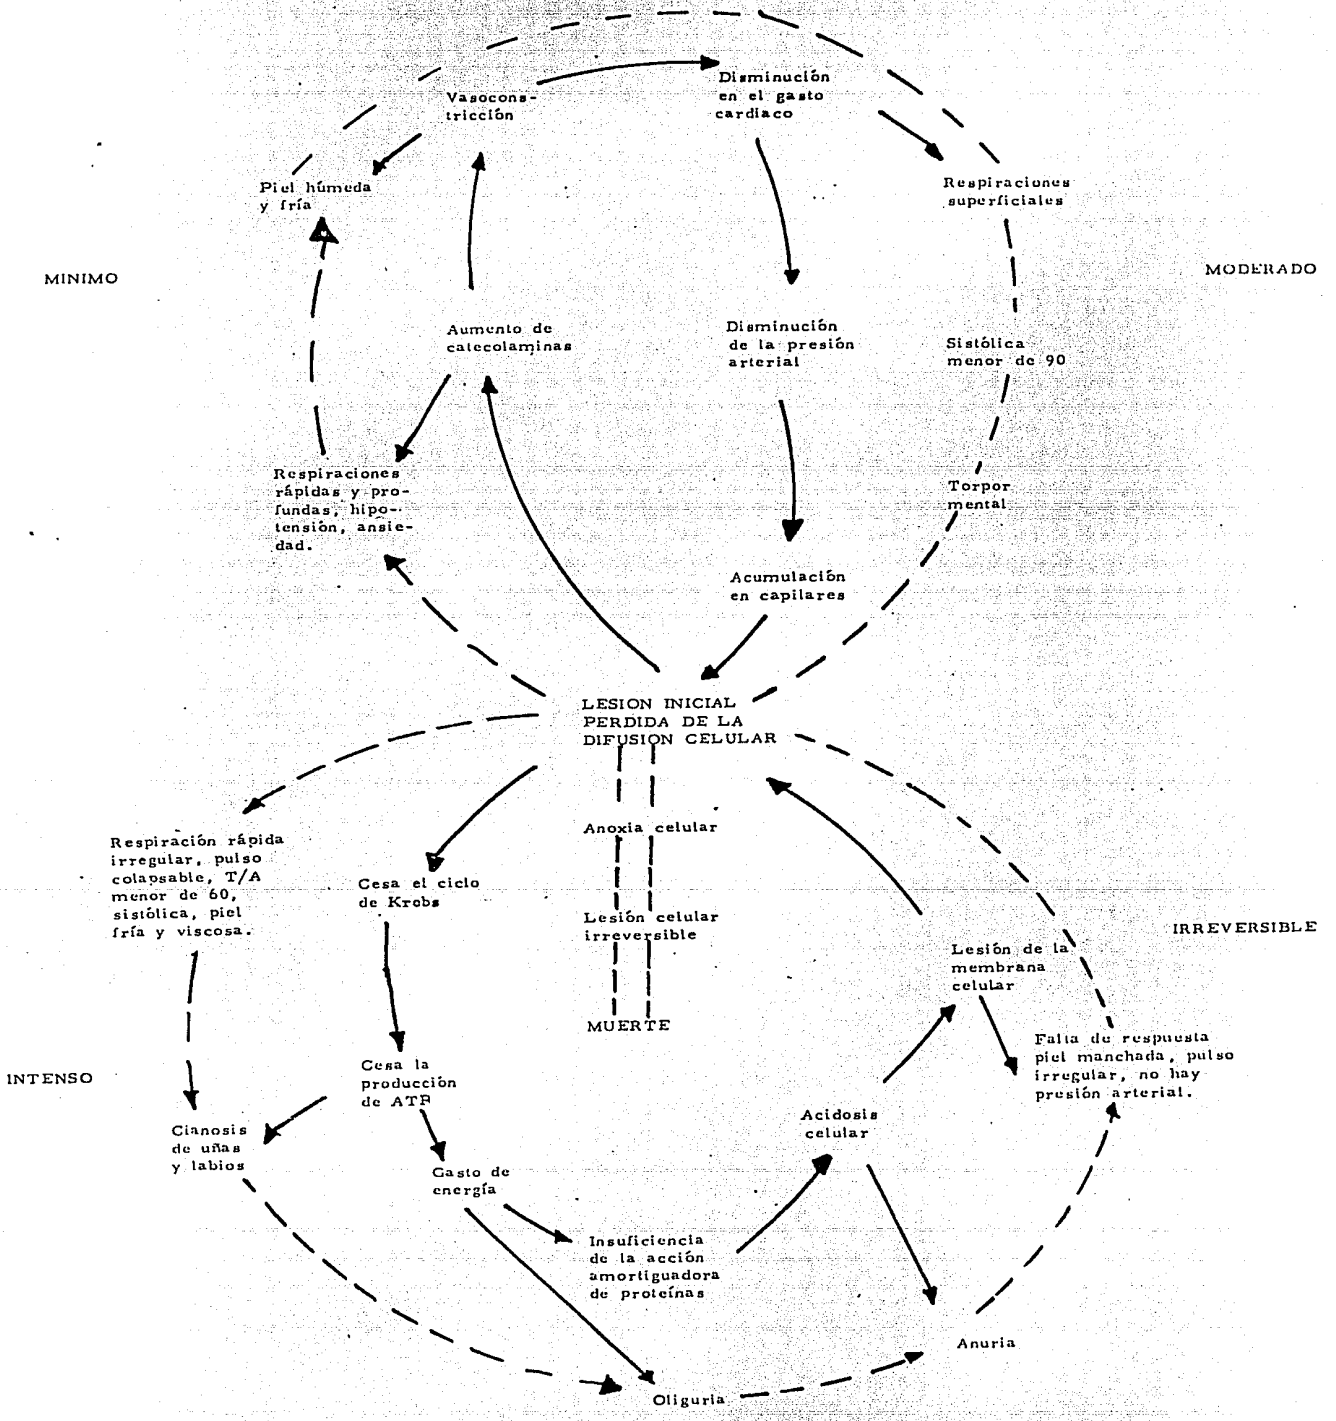 Disminución
en el gasto
cardiaco
Vasocons-
tricción
Piel húmeda
y fría
Respiraciones
superficiales
MINIMO
MODERADO
Aumento de
catecolaminas
Disminución
de la presión
arterial
Sistólica
menor de 90
Respiraciones
rápidas y pro-
fundas, hipo-
tensión, ansie-
dad.
Torpor
mental
Acumulación
en capilares
LESION INICIAL
PERDIDA DE LA
DIFUSION CELULAR
Respiración rápida
irregular, pulso
colapsable, T/A
menor de 60,
sistólica, piel
fría y viscosa.
Anoxia celular
Cesa el ciclo
de Krebs
Lesión celular
irreversible
MUERTE
IRREVERSIBLE
Lesión de la
membrana
celular
Falta de respuesta
piel manchada, pulso
irregular, no hay
presión arterial.
INTENSO
Cesa la
producción
de ATP
Cianosis
de uñas
y labios
Acidosis
celular
Gasto de
energía
Insuficiencia
de la acción
amortiguadora
de proteínas
Anuria
Oliguria